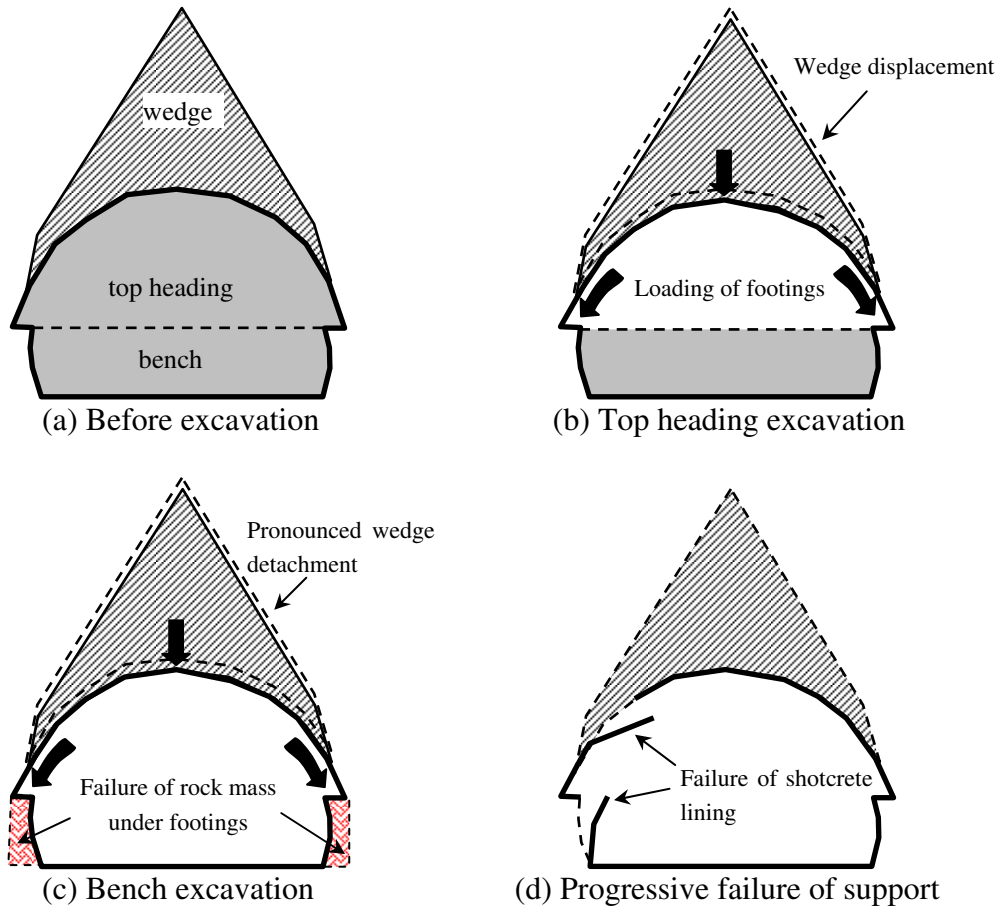 wedge
top heading
bench
(a) Before excavation
Wedge displacement
Loading of footings
(b) Top heading excavation
Pronounced wedge
detachment
Failure of rock mass
under footings
(c) Bench excavation
Failure of shotcrete
lining
(d) Progressive failure of support